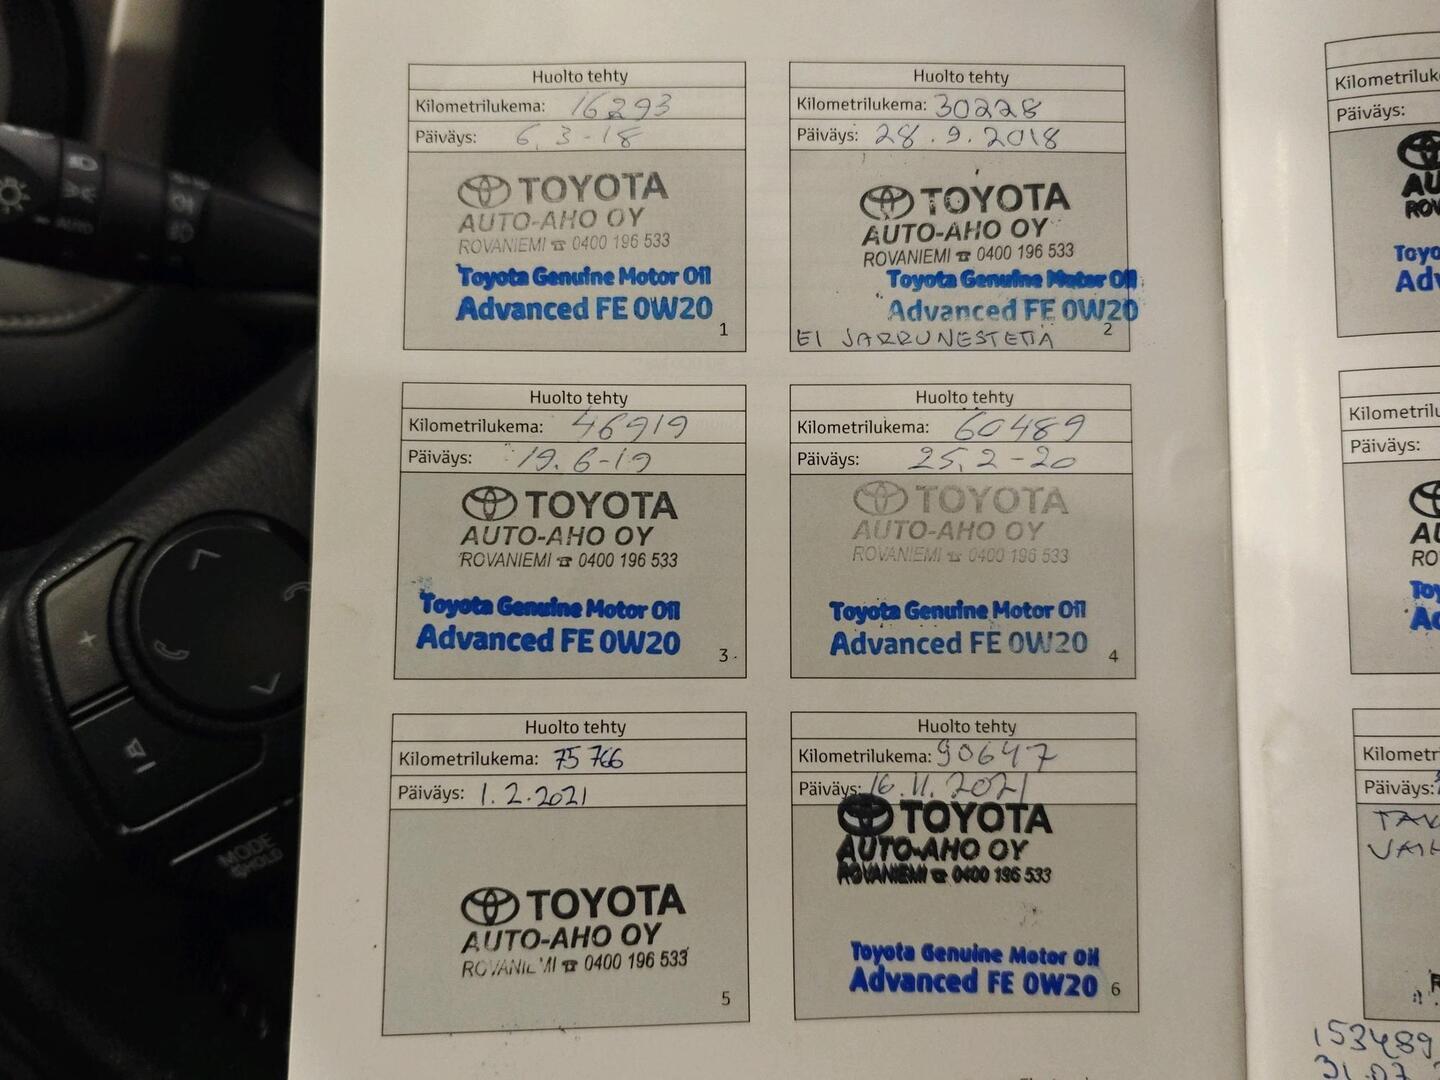 Huolto tehty
Kilometrilukema: 16293
Päiväys: 6.3-18
TOYOTA
AUTO-AHO OY
ROVANIEMI ☎ 0400 196 533
Toyota Genuine Motor Oil
Advanced FE 0W20
1
Huolto tehty
Kilometrilukema: 30228
Päiväys: 28.9.2018
TOYOTA
AUTO-AHO OY
ROVANIEMI ☎ 0400 196 533
Toyota Genuine Motor Oil
Advanced FE 0W20
2
EI JARRUNESTETTÄ
Huolto tehty
Kilometrilukema: 46919
Päiväys: 19.6-19
TOYOTA
AUTO-AHO OY
ROVANIEMI ☎ 0400 196 533
Toyota Genuine Motor Oil
Advanced FE 0W20
3
Huolto tehty
Kilometrilukema: 60489
Päiväys: 25.2-20
TOYOTA
AUTO-AHO OY
ROVANIEMI ☎ 0400 196 533
Toyota Genuine Motor Oil
Advanced FE 0W20
4
Huolto tehty
Kilometrilukema: 75766
Päiväys: 1.2.2021
TOYOTA
AUTO-AHO OY
ROVANIEMI ☎ 0400 196 533
5
Huolto tehty
Kilometrilukema: 90647
Päiväys: 16.11.2021
TOYOTA
AUTO-AHO OY
ROVANIEMI ☎ 0400 196 533
Toyota Genuine Motor Oil
Advanced FE 0W20
6
Päiväys:
Päiväys:
Päiväys:
153489
31.07
AUTO
+
MODE
HOLD